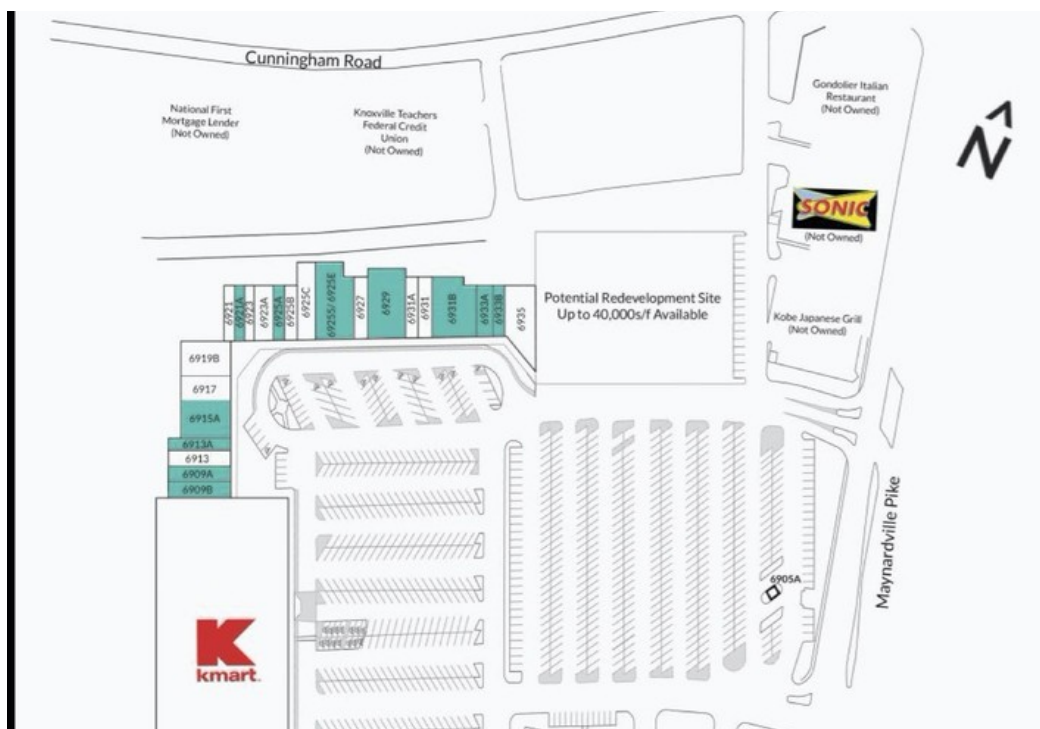 Cunningham Road
National First
Mortgage Lender
(Not Owned)
Knoxville Teachers
Federal Credit
Union
(Not Owned)
Gondolier Italian
Restaurant
(Not Owned)
N
SONIC
(Not Owned)
Potential Redevelopment Site
Up to 40,000s/f Available
Kobe Japanese Grill
(Not Owned)
6921
6921A
6923
6923A
6925A
6925B
6925C
6925S/6925E
6927
6929
6931A
6931
6931B
6933A
6933B
6935
6919B
6917
6915A
6913A
6913
6909A
6909B
K
kmart.
6905A
Maynardville Pike